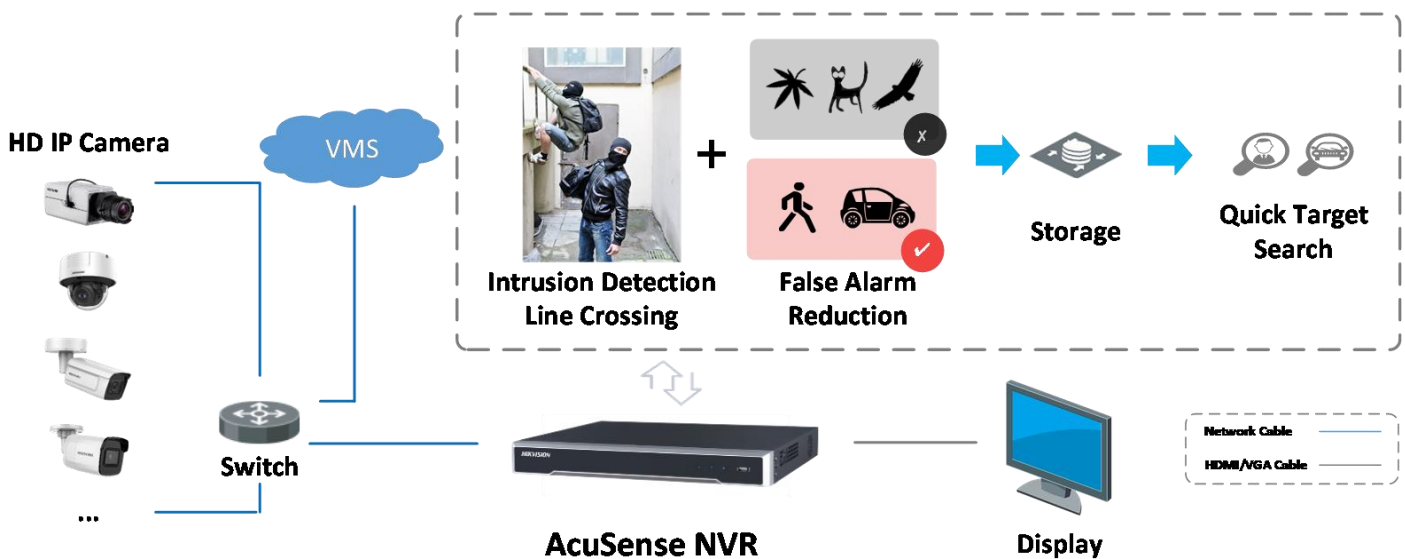 HD IP Camera
VMS
Intrusion Detection
Line Crossing
+
False Alarm
Reduction
Storage
Quick Target
Search
Switch
...
HIKVISION
AcuSense NVR
Display
Network Cable
HDMI/VGA Cable